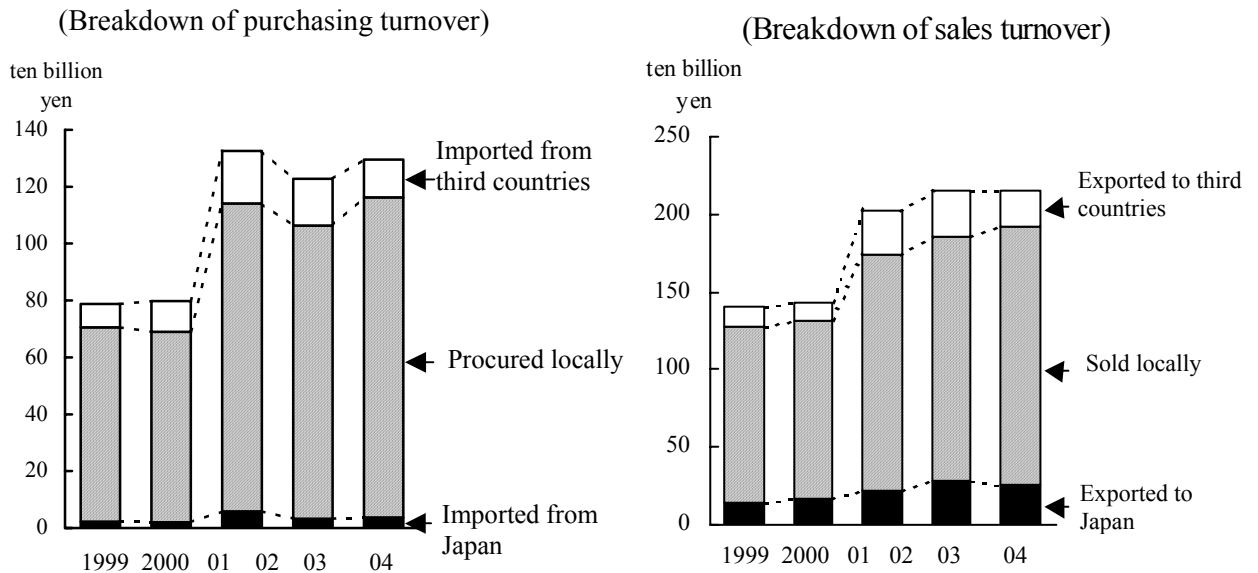 (Breakdown of purchasing turnover)
ten billion
yen
140
120
100
80
60
40
20
0
1999 2000 01 02 03 04
Imported from
third countries
Procured locally
Imported from
Japan
(Breakdown of sales turnover)
ten billion
yen
250
200
150
100
50
0
1999 2000 01 02 03 04
Exported to third
countries
Sold locally
Exported to
Japan